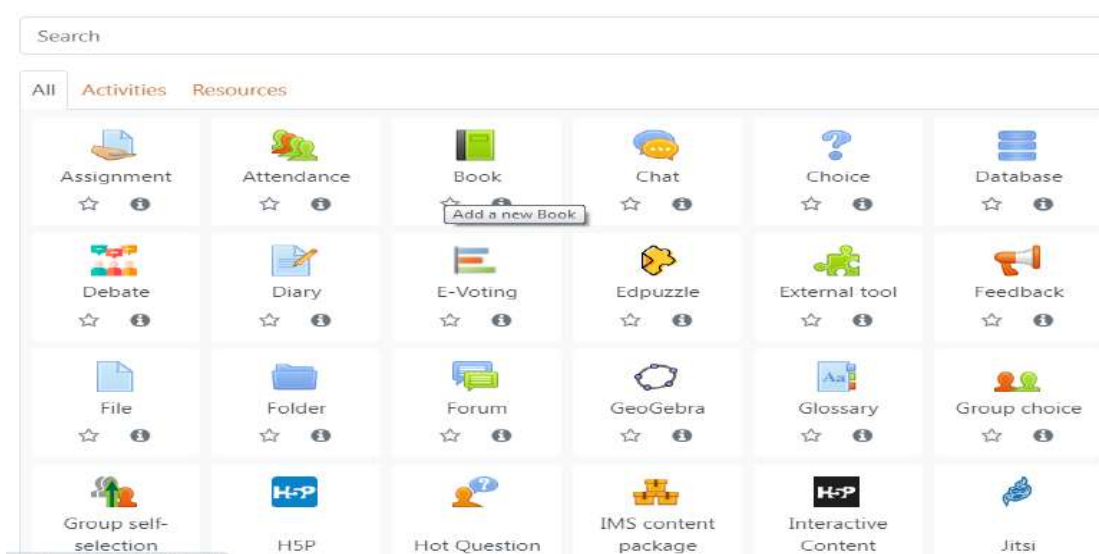 Search
All Activities Resources
Assignment Attendance Book Chat Choice Database
Add a new Book
Debate Diary E-Voting Edpuzzle External tool Feedback
File Folder Forum GeoGebra Glossary Group choice
Aa
H5P H5P
Group self- IMS content Interactive
selection H5P Hot Question package Content Jitsi